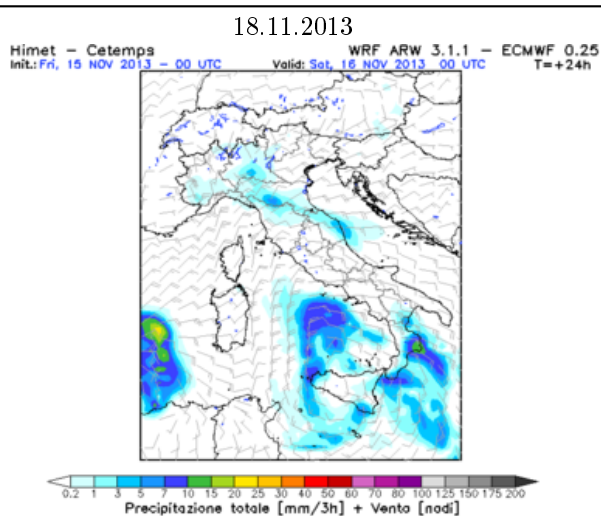 18.11.2013
Himet – Cetemps WRF ARW 3.1.1 – ECMWF 0.25
Init.: Fri, 15 NOV 2013 – 00 UTC Valid: Sat, 16 NOV 2013 00 UTC T=+24h
0.2 1 3 5 7 10 15 20 25 30 40 50 60 70 80 100 125 150 175 200
Precipitazione totale [mm/3h] + Vento [nodi]